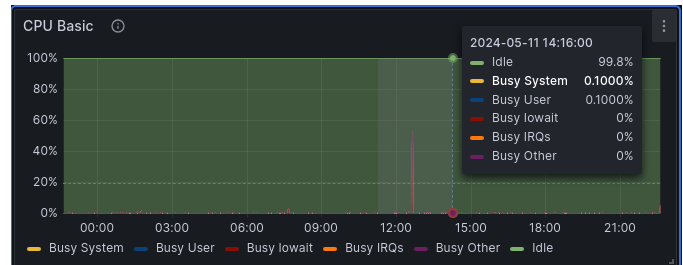 CPU Basic
2024-05-11 14:16:00
100%
Idle 99.8%
80%
Busy System 0.1000%
Busy User 0.1000%
60%
Busy Iowait 0%
40%
Busy IRQs 0%
20%
Busy Other 0%
0%
00:00 03:00 06:00 09:00 12:00 15:00 18:00 21:00
Busy System Busy User Busy Iowait Busy IRQs Busy Other Idle